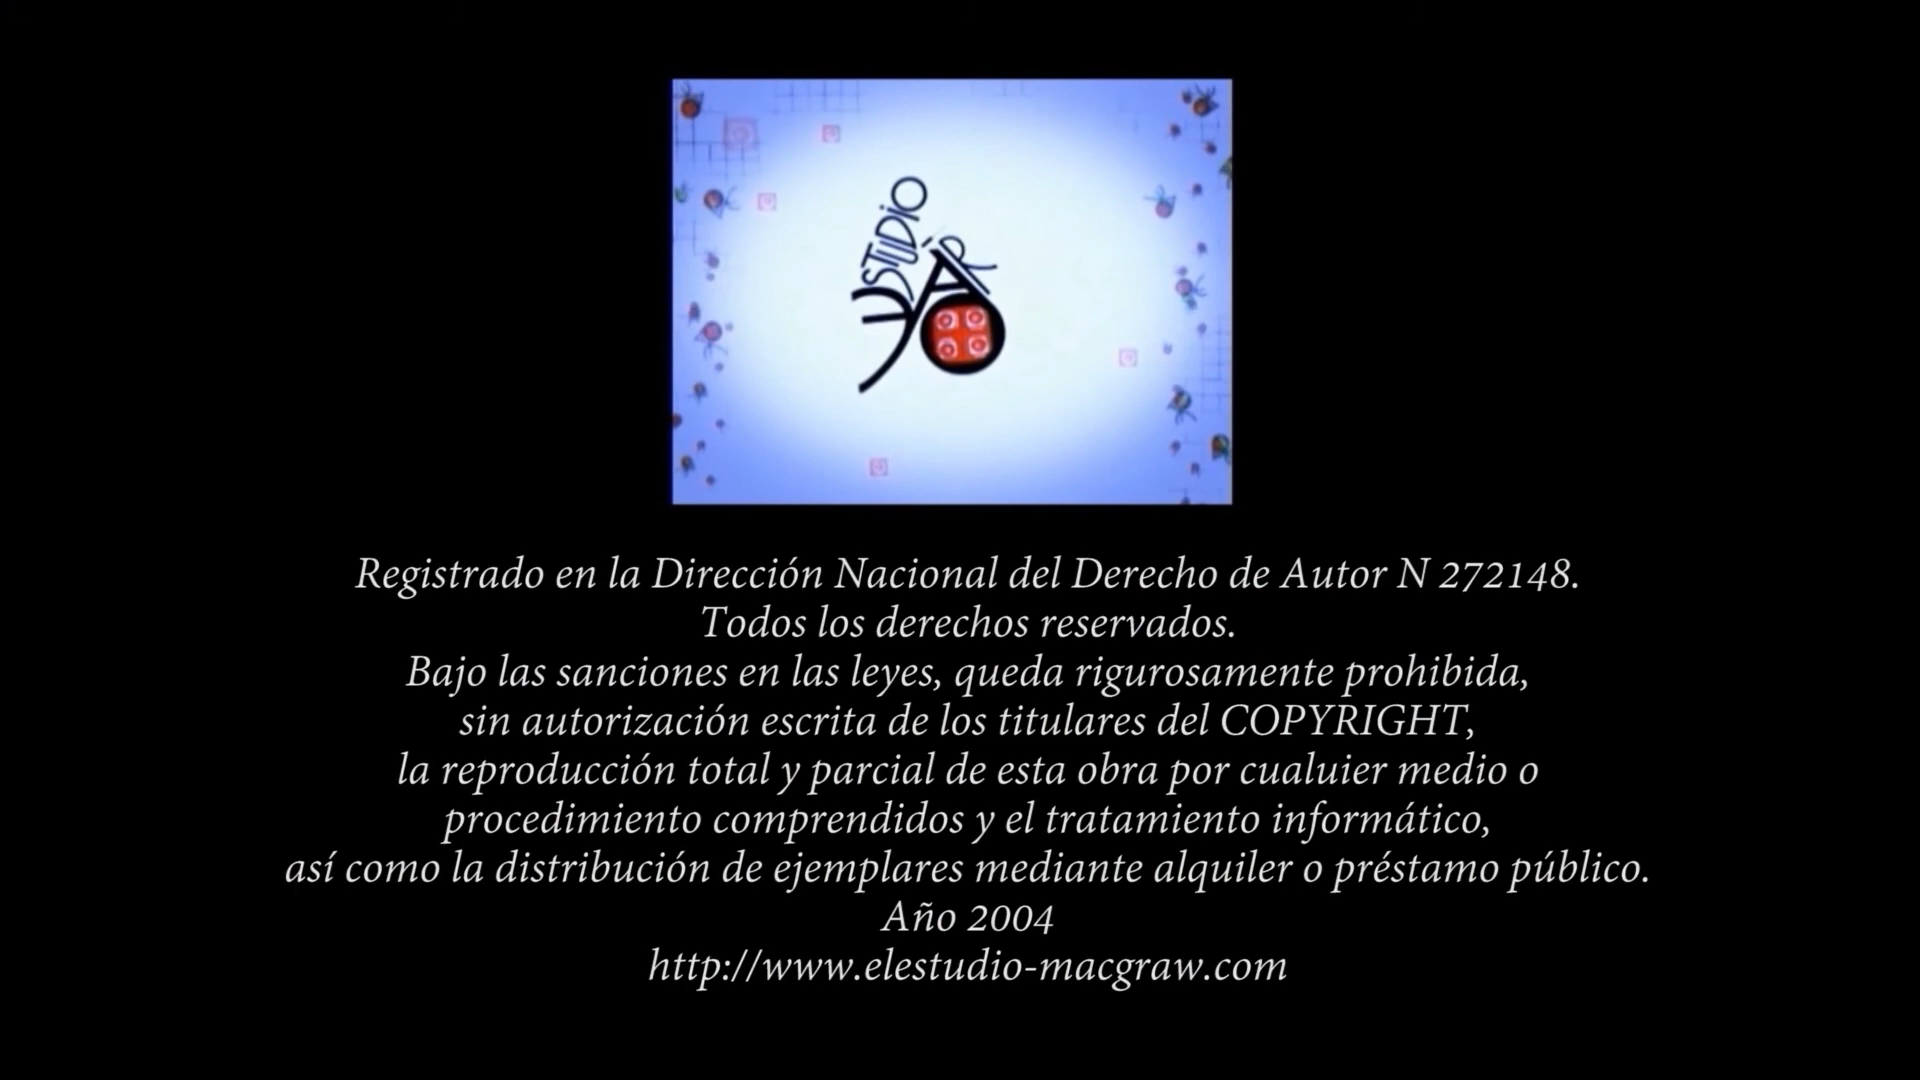 ESTUDiO
Registrado en la Dirección Nacional del Derecho de Autor N 272148.
Todos los derechos reservados.
Bajo las sanciones en las leyes, queda rigurosamente prohibida,
sin autorización escrita de los titulares del COPYRIGHT,
la reproducción total y parcial de esta obra por cualuier medio o
procedimiento comprendidos y el tratamiento informático,
así como la distribución de ejemplares mediante alquiler o préstamo público.
Año 2004
http://www.elestudio-macgraw.com